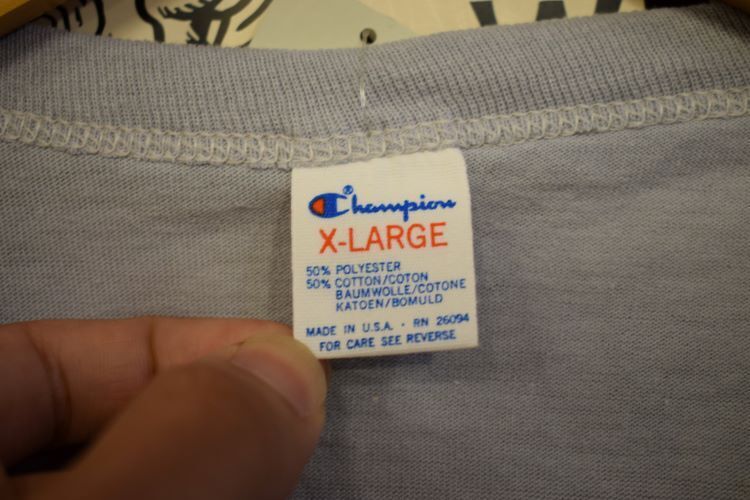 Champion®
X-LARGE
50% POLYESTER
50% COTTON/COTON
BAUMWOLLE/COTONE
KATOEN/BOMULD
MADE IN U.S.A. - RN 26094
FOR CARE SEE REVERSE